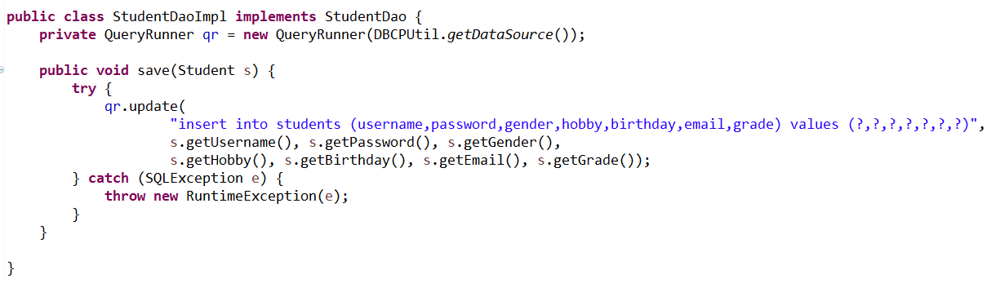 public class StudentDaoImpl implements StudentDao {
    private QueryRunner qr = new QueryRunner(DBCPUtil.getDataSource());
    public void save(Student s) {
        try {
            qr.update(
                    "insert into students (username,password,gender,hobby,birthday,email,grade) values (?,?,?,?,?,?,?)",
                    s.getUsername(), s.getPassword(), s.getGender(),
                    s.getHobby(), s.getBirthday(), s.getEmail(), s.getGrade());
        } catch (SQLException e) {
            throw new RuntimeException(e);
        }
    }
}